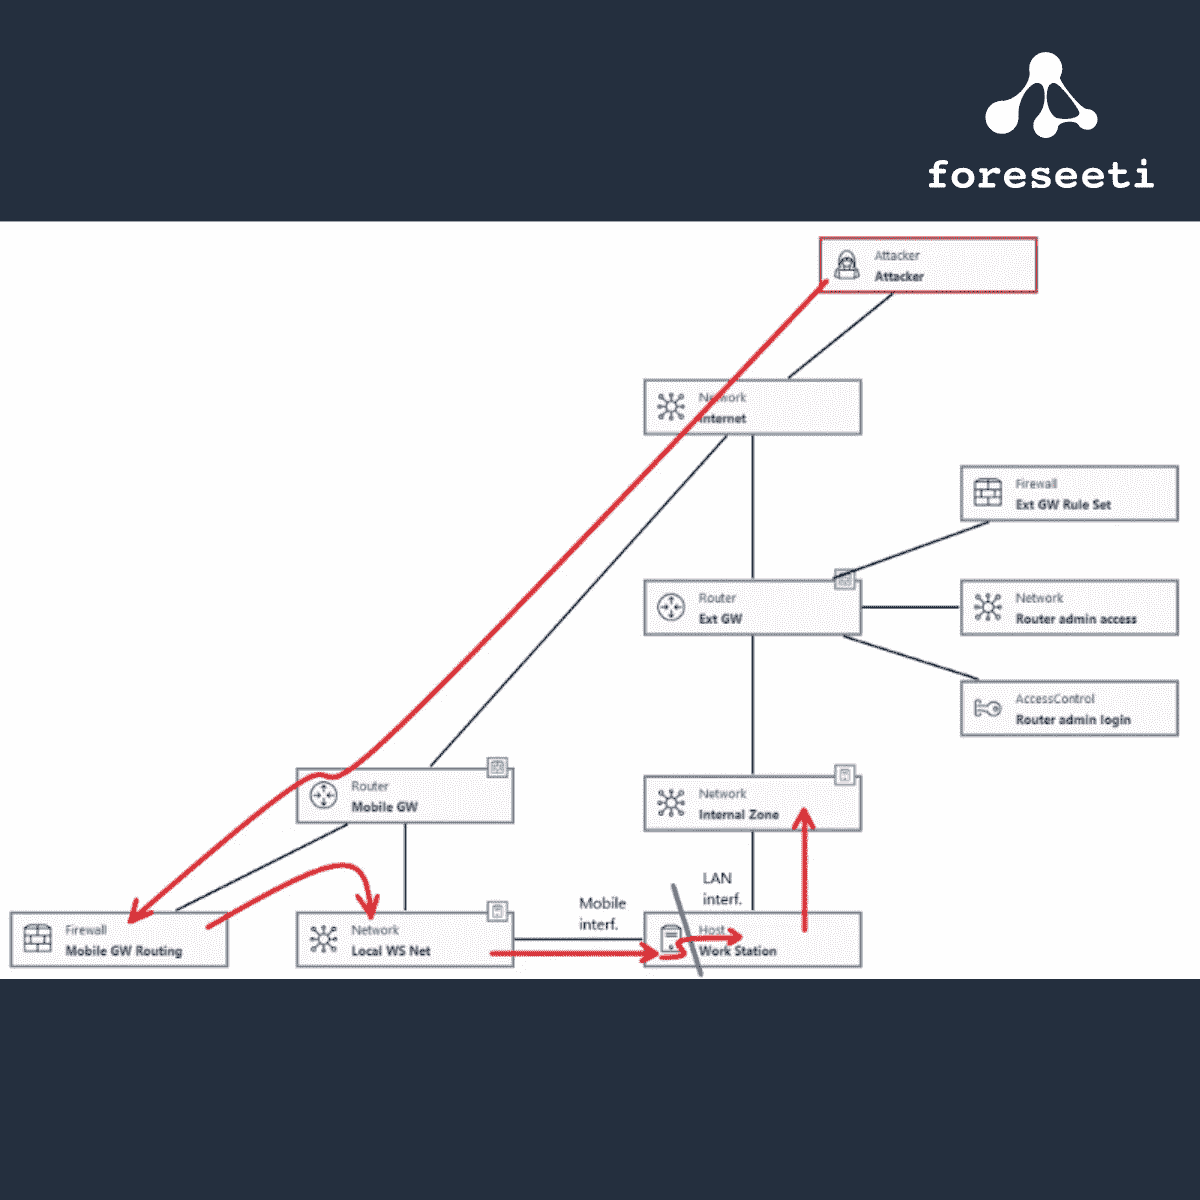 foreseeti
Attacker
Attacker
Network
Internet
Firewall
Ext GW Rule Set
Router
Ext GW
Network
Router admin access
AccessControl
Router admin login
Router
Mobile GW
Network
Internal Zone
LAN
interf.
Mobile
interf.
Firewall
Mobile GW Routing
Network
Local WS Net
Host
Work Station